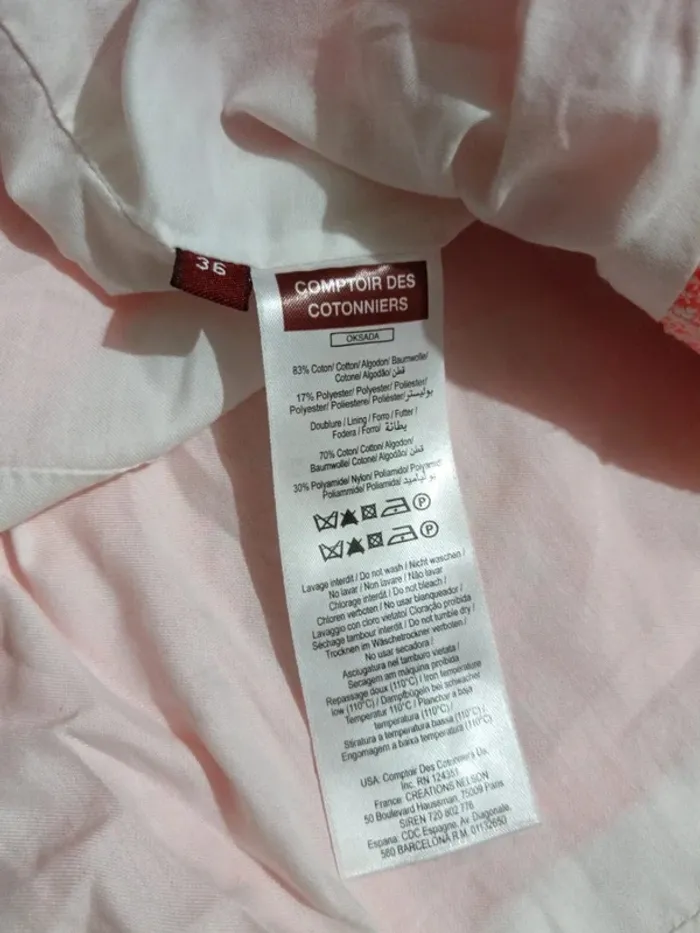 36
COMPTOIR DES
COTONNIERS
OKSADA
83% Coton/ Cotton/ Algodon/ Baumwolle/
Cotone/ Algodão/ قطن
17% Polyester/ Polyester/ Poliester/
Polyester/ Poliestere/ Poliéster/ بوليستر
Doublure / Lining / Forro / Futter /
Fodera / Forro/ بطانة
70% Coton/ Cotton/ Algodon/
Baumwolle/ Cotone/ Algodão/ قطن
30% Polyamide/ Nylon/ Poliamido/ Polyamid/
Poliammide/ Poliamida/ بولياميد
P
P
Lavage interdit / Do not wash / Nicht waschen /
No lavar / Non lavare / Não lavar
Chlorage interdit / Do not bleach /
Chloren verboten / No usar blanqueador/
Lavaggio con cloro vietato/ Cloração proibida
Séchage tambour interdit / Do not tumble dry /
Trocknen im Wäschetrockner verboten /
No usar secadora /
Asciugatura nel tamburo vietata /
Secagem am máquina proibida
Repassage doux (110°C) / Iron temperature
low (110°C) / Dampfbügeln bei schwacher
Temperatur 110°C / Planchar a baja
temperatura (110°C) /
Stiratura a temperatura bassa (110°C) /
Engomagem a baixa temperatura (110°C)
USA: Comptoir Des Cotonniers
Inc. RN 124351
France: CREATIONS NELSON
50 Boulevard Haussman, 75009 Paris
SIREN 720 802 776
Espana: CDC Espagne, Av. Diagonale,
560 BARCELONA R.M. 01132650